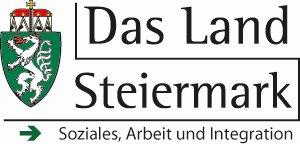 Das Land
Steiermark
Soziales, Arbeit und Integration